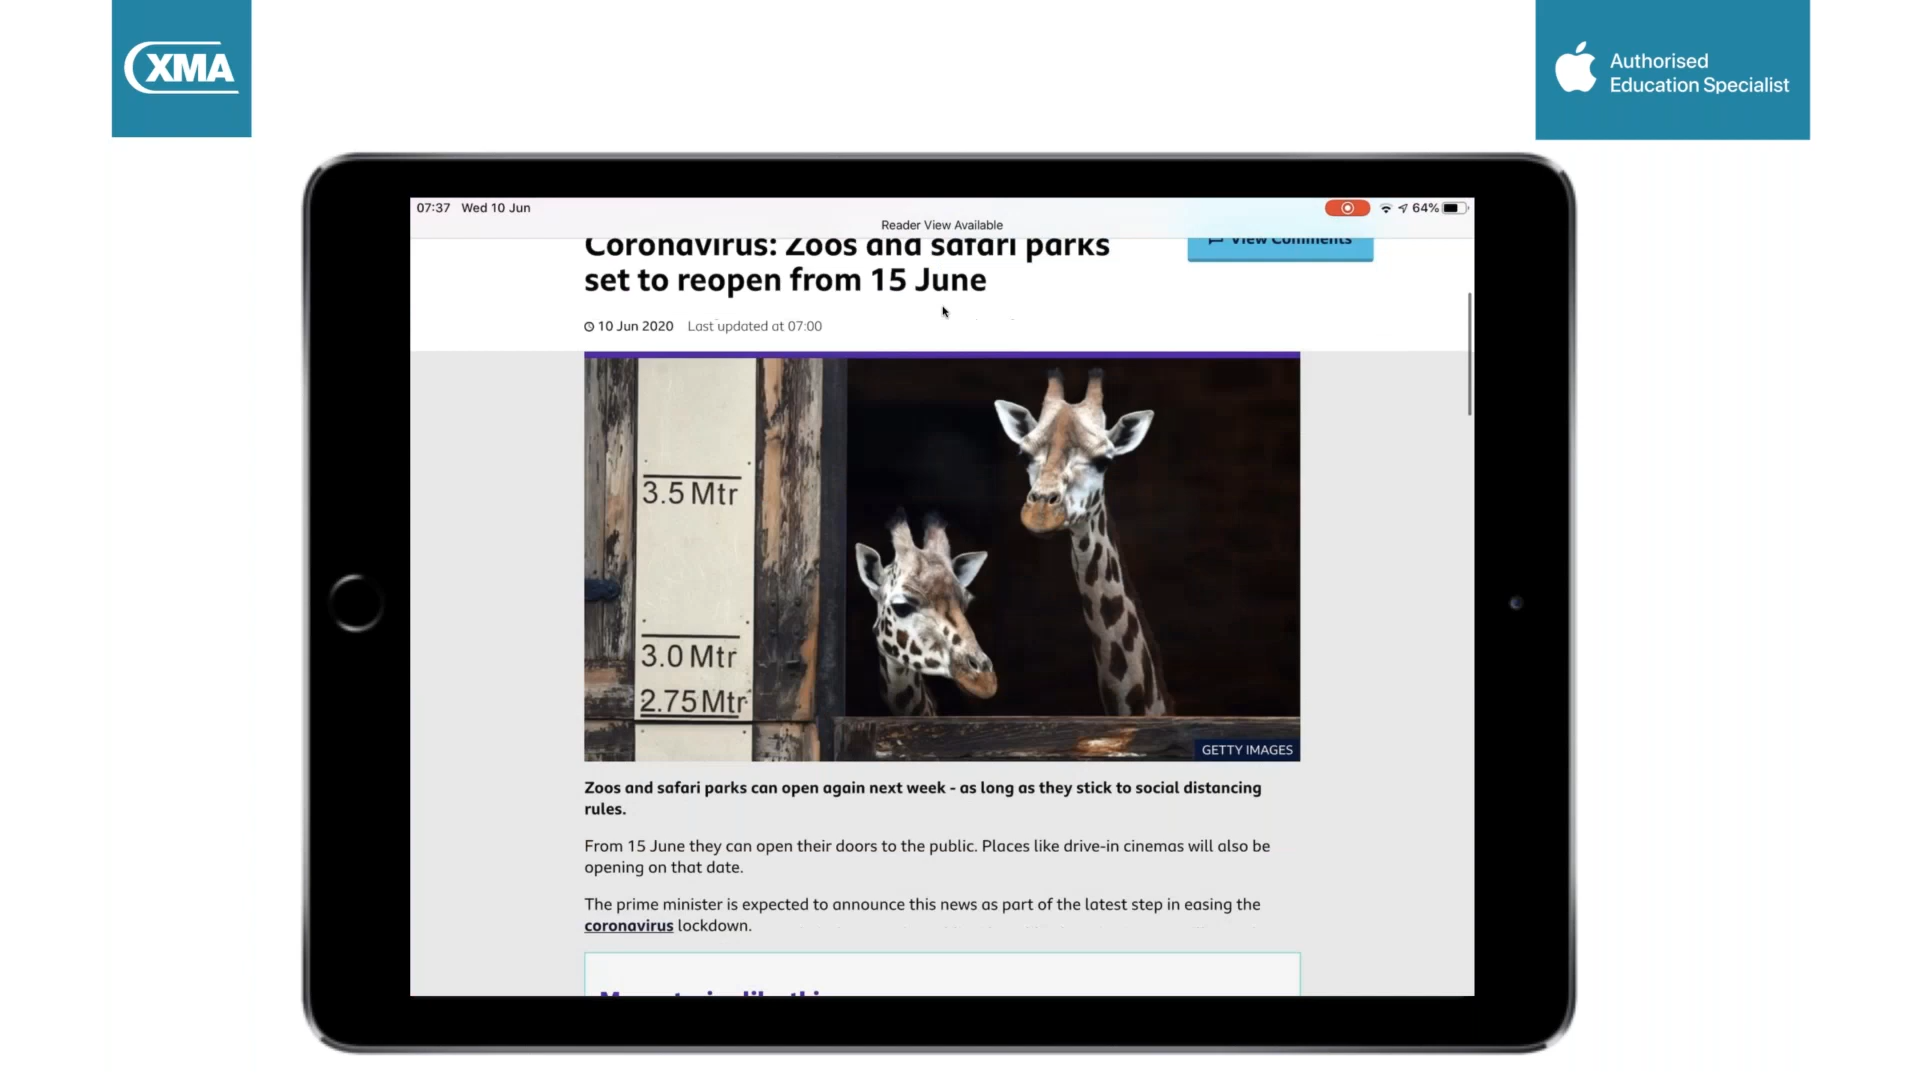 XMA
Authorised
Education Specialist
07:37 Wed 10 Jun
64%
Reader View Available
Coronavirus: Zoos and safari parks
set to reopen from 15 June
View Comments
10 Jun 2020 Last updated at 07:00
3.5 Mtr
3.0 Mtr
2.75 Mtr
GETTY IMAGES
Zoos and safari parks can open again next week - as long as they stick to social distancing
rules.
From 15 June they can open their doors to the public. Places like drive-in cinemas will also be
opening on that date.
The prime minister is expected to announce this news as part of the latest step in easing the
coronavirus lockdown.